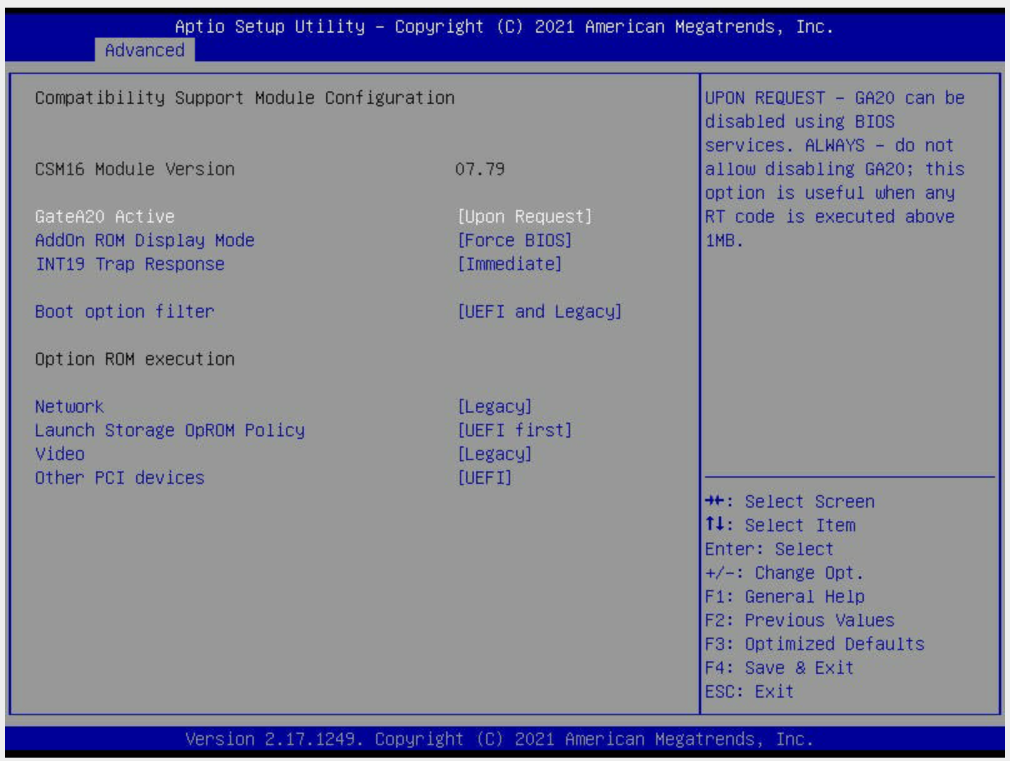 Aptio Setup Utility – Copyright (C) 2021 American Megatrends, Inc.
Advanced
Compatibility Support Module Configuration
CSM16 Module Version 07.79
GateA20 Active [Upon Request]
AddOn ROM Display Mode [Force BIOS]
INT19 Trap Response [Immediate]
Boot option filter [UEFI and Legacy]
Option ROM execution
Network [Legacy]
Launch Storage OpROM Policy [UEFI first]
Video [Legacy]
Other PCI devices [UEFI]
UPON REQUEST – GA20 can be
disabled using BIOS
services. ALWAYS – do not
allow disabling GA20; this
option is useful when any
RT code is executed above
1MB.
→←: Select Screen
↑↓: Select Item
Enter: Select
+/-: Change Opt.
F1: General Help
F2: Previous Values
F3: Optimized Defaults
F4: Save & Exit
ESC: Exit
Version 2.17.1249. Copyright (C) 2021 American Megatrends, Inc.